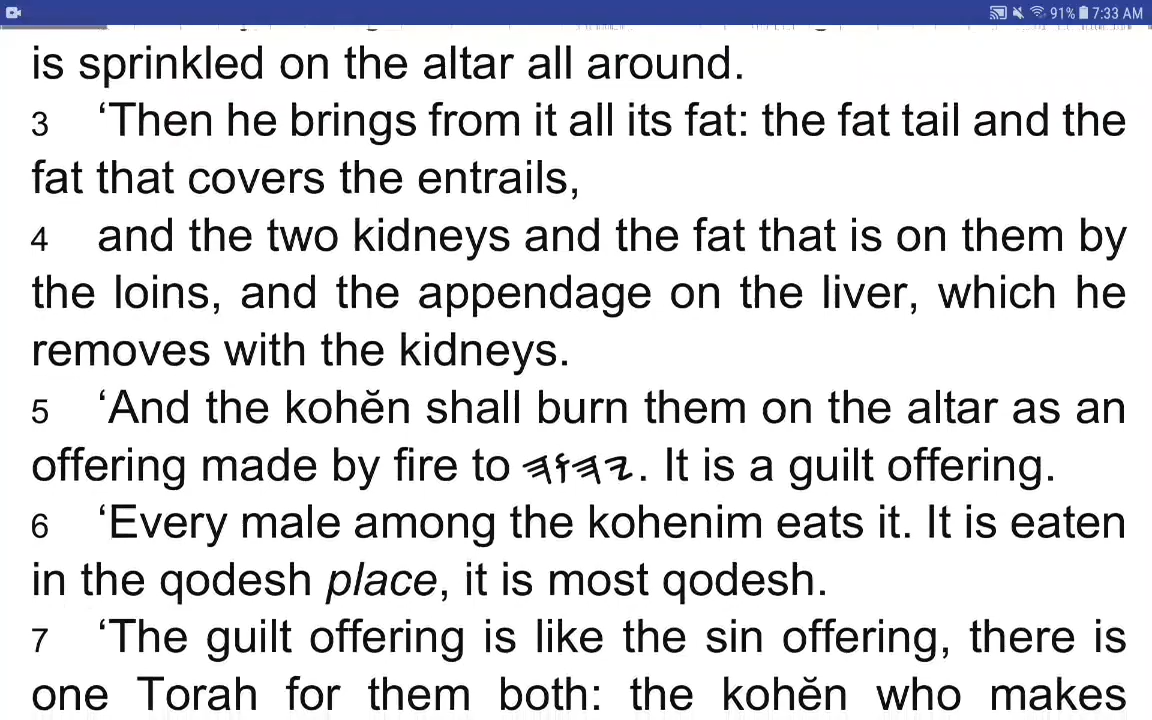 91% 7:33 AM
is sprinkled on the altar all around.
3 ‘Then he brings from it all its fat: the fat tail and the
fat that covers the entrails,
4 and the two kidneys and the fat that is on them by
the loins, and the appendage on the liver, which he
removes with the kidneys.
5 ‘And the kohĕn shall burn them on the altar as an
offering made by fire to 𐤉𐤄𐤅𐤄. It is a guilt offering.
6 ‘Every male among the kohenim eats it. It is eaten
in the qodesh place, it is most qodesh.
7 ‘The guilt offering is like the sin offering, there is
one Torah for them both: the kohĕn who makes